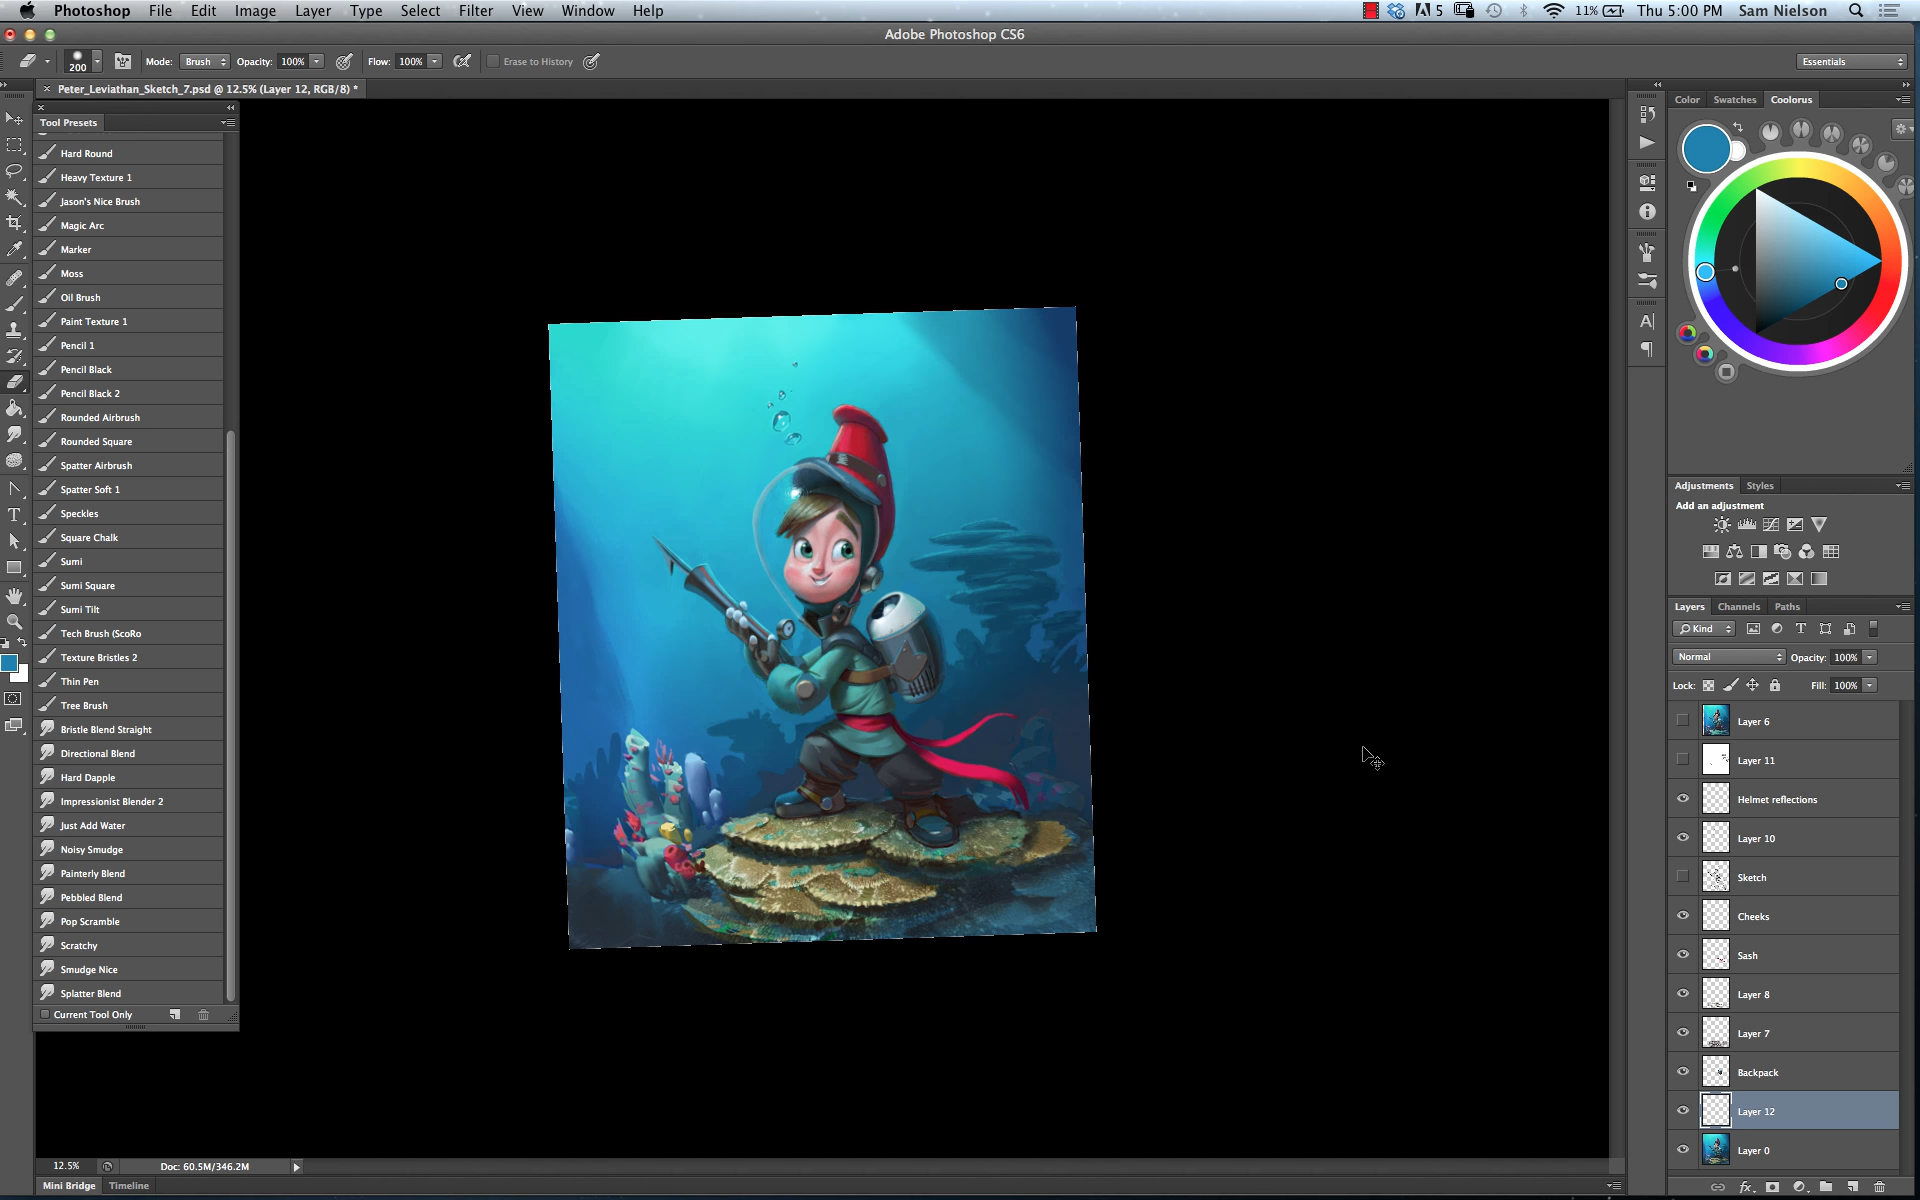 Photoshop File Edit Image Layer Type Select Filter View Window Help 5 11% Thu 5:00 PM Sam Nielson
Adobe Photoshop CS6
200 Mode: Brush Opacity: 100% Flow: 100% Erase to History Essentials
× Peter_Leviathan_Sketch_7.psd @ 12.5% (Layer 12, RGB/8) *
Tool Presets
Hard Round
Heavy Texture 1
Jason's Nice Brush
Magic Arc
Marker
Moss
Oil Brush
Paint Texture 1
Pencil 1
Pencil Black
Pencil Black 2
Rounded Airbrush
Rounded Square
Spatter Airbrush
Spatter Soft 1
Speckles
Square Chalk
Sumi
Sumi Square
Sumi Tilt
Tech Brush (ScoRo
Texture Bristles 2
Thin Pen
Tree Brush
Bristle Blend Straight
Directional Blend
Hard Dapple
Impressionist Blender 2
Just Add Water
Noisy Smudge
Painterly Blend
Pebbled Blend
Pop Scramble
Scratchy
Smudge Nice
Splatter Blend
Current Tool Only
12.5% Doc: 60.5M/346.2M
Mini Bridge Timeline
Color Swatches Coolorus
Adjustments Styles
Add an adjustment
Layers Channels Paths
Kind
Normal Opacity: 100%
Lock: Fill: 100%
Layer 6
Layer 11
Helmet reflections
Layer 10
Sketch
Cheeks
Sash
Layer 8
Layer 7
Backpack
Layer 12
Layer 0